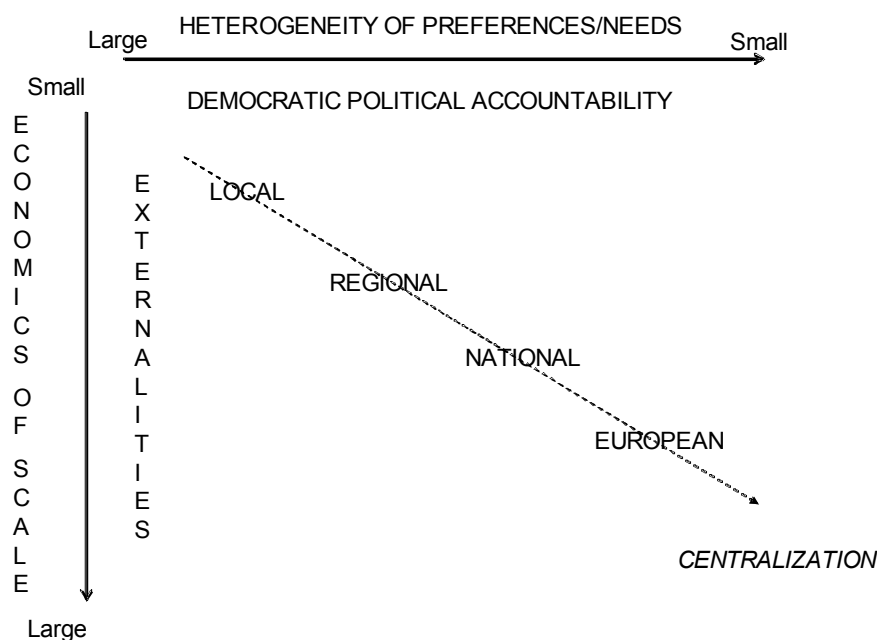 HETEROGENEITY OF PREFERENCES/NEEDS
Large
Small
Small
DEMOCRATIC POLITICAL ACCOUNTABILITY
ECONOMICS OF SCALE
EXTERNALITIES
LOCAL
REGIONAL
NATIONAL
EUROPEAN
CENTRALIZATION
Large